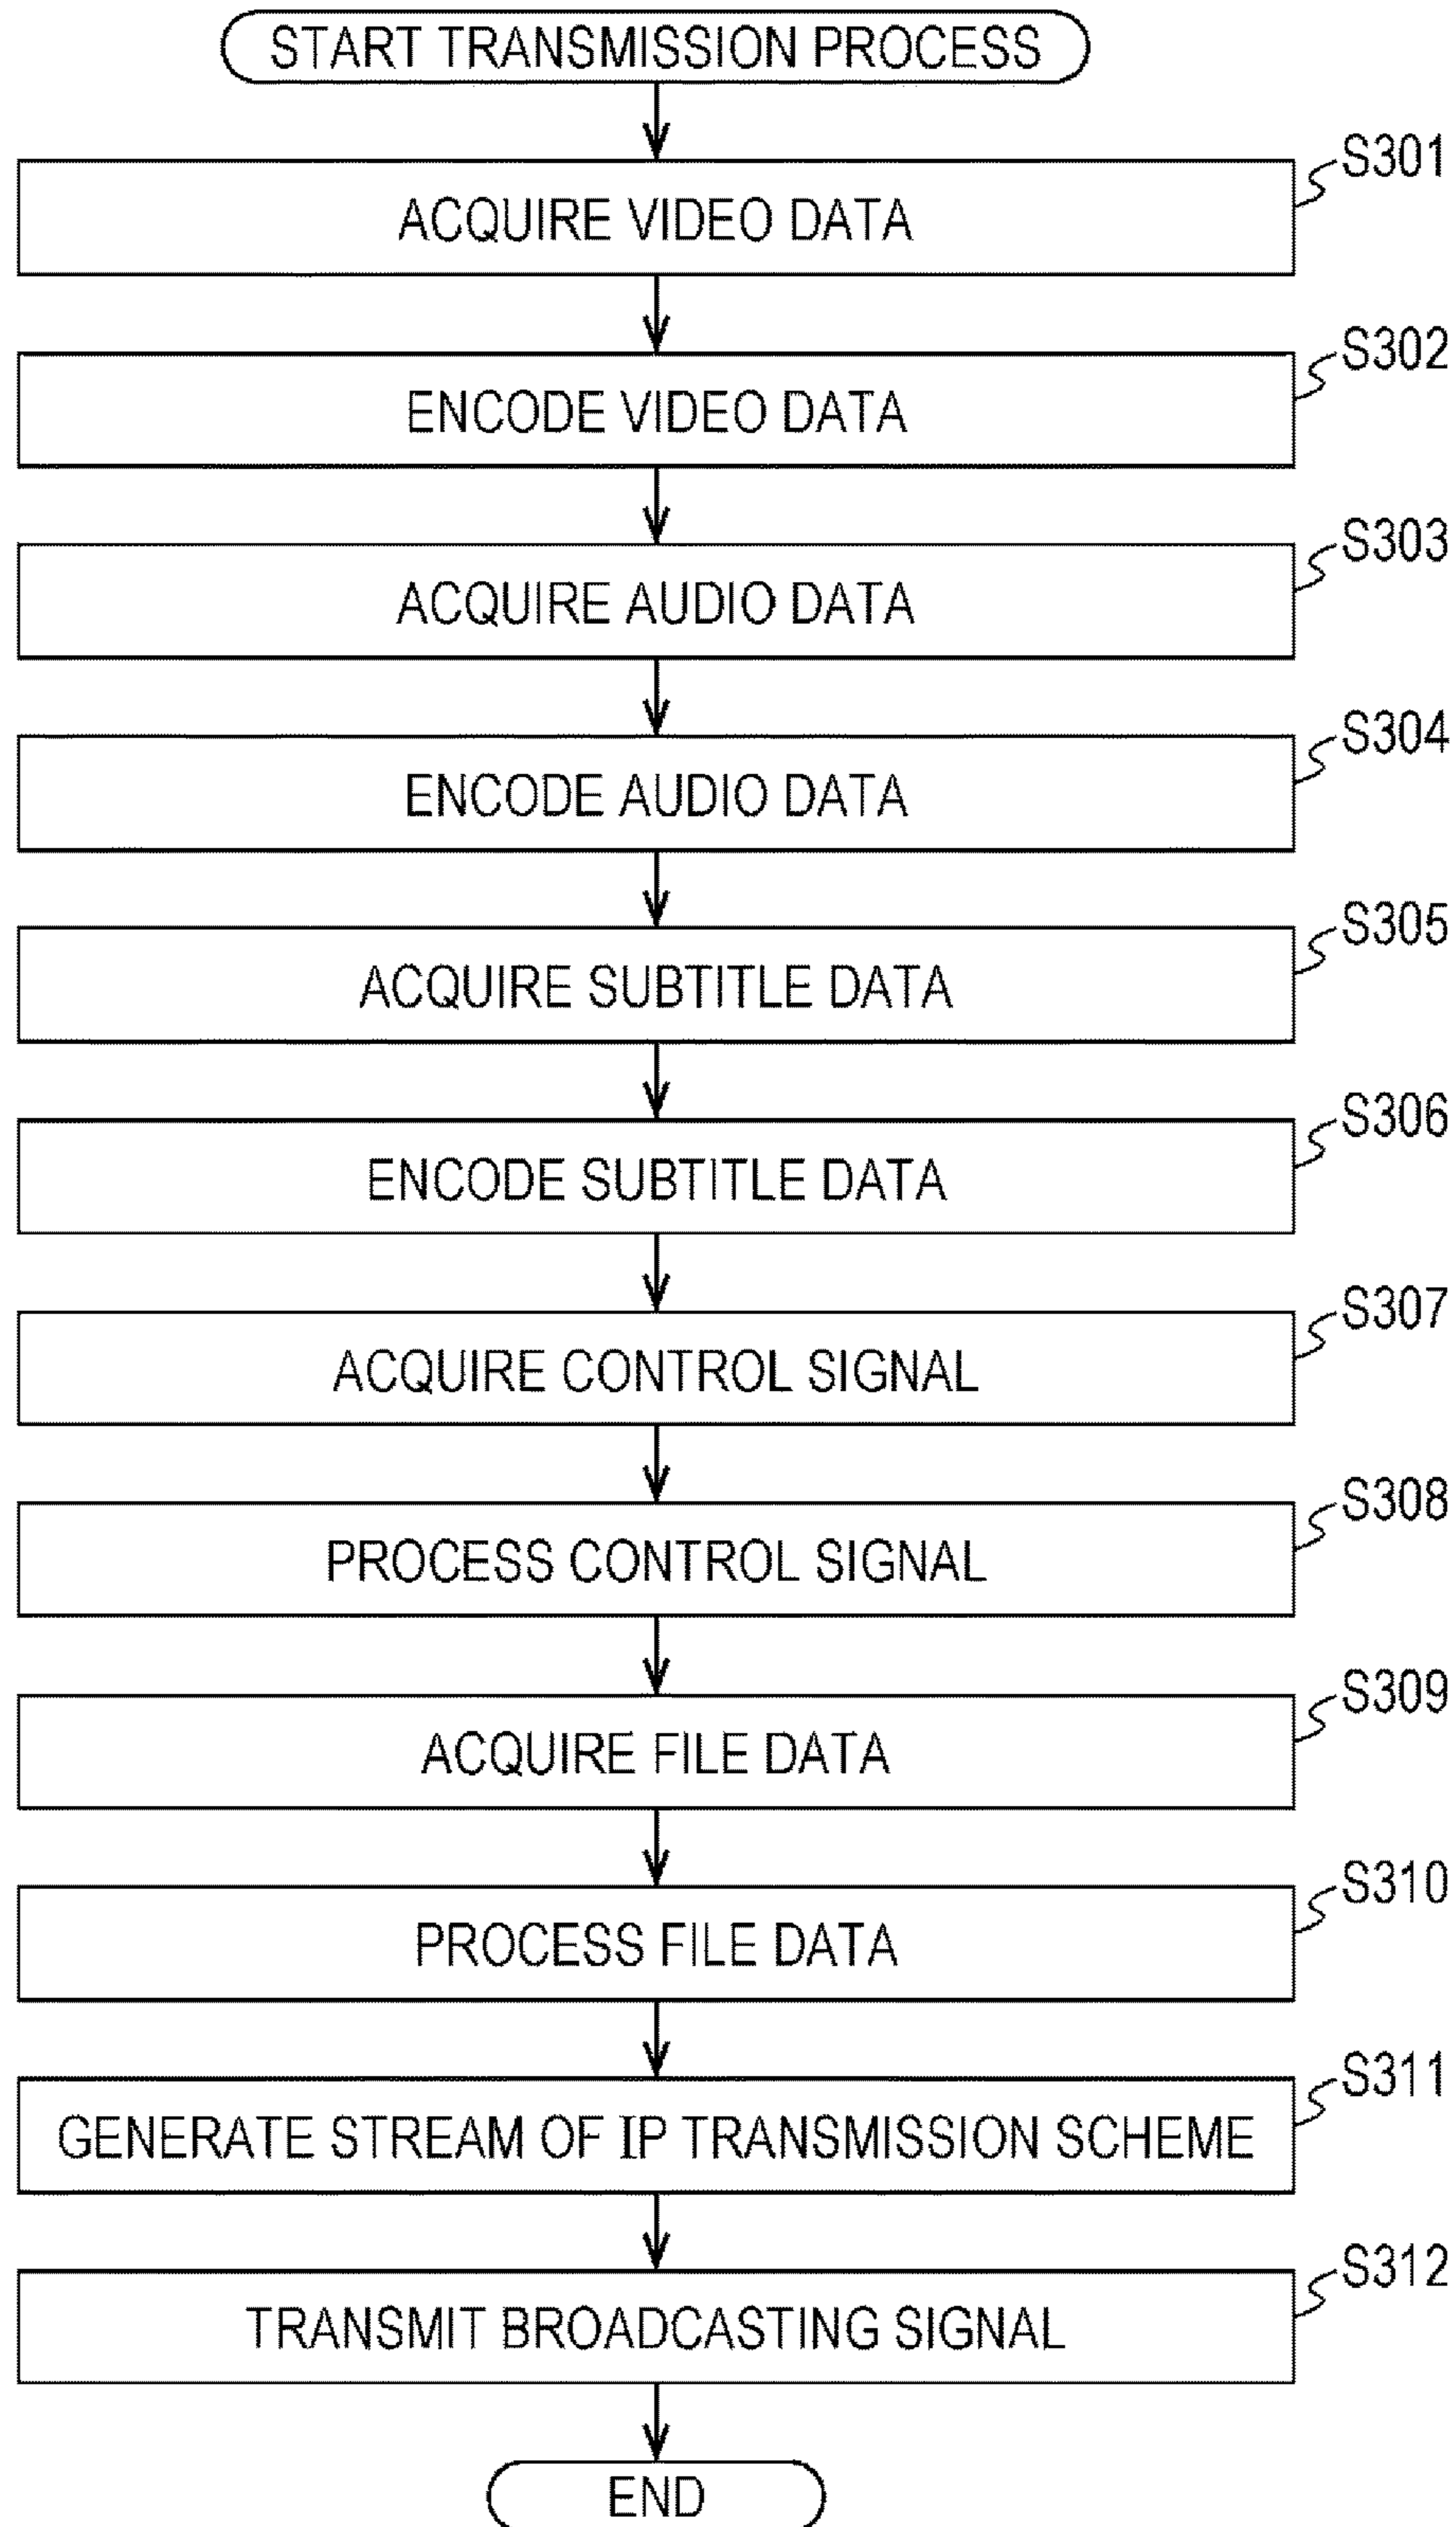 START TRANSMISSION PROCESS
S301
ACQUIRE VIDEO DATA
S302
ENCODE VIDEO DATA
S303
ACQUIRE AUDIO DATA
S304
ENCODE AUDIO DATA
S305
ACQUIRE SUBTITLE DATA
S306
ENCODE SUBTITLE DATA
S307
ACQUIRE CONTROL SIGNAL
S308
PROCESS CONTROL SIGNAL
S309
ACQUIRE FILE DATA
S310
PROCESS FILE DATA
S311
GENERATE STREAM OF IP TRANSMISSION SCHEME
S312
TRANSMIT BROADCASTING SIGNAL
END